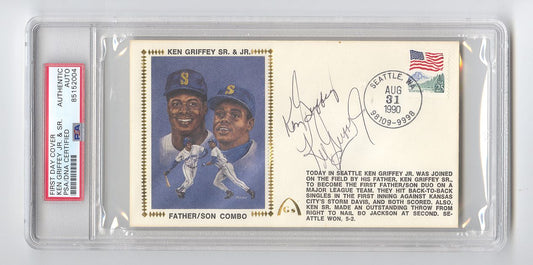 FIRST DAY COVER
KEN GRIFFEY JR. & SR.
PSA/DNA CERTIFIED
AUTHENTIC
AUTO
85152004
PSA
KEN GRIFFEY SR. & JR.
S
S
FATHER/SON COMBO
Ken Griffey
SEATTLE, WA
AUG
31
1990
98109-9998
25
TODAY IN SEATTLE KEN GRIFFEY JR. WAS JOINED
ON THE FIELD BY HIS FATHER, KEN GRIFFEY SR.,
TO BECOME THE FIRST FATHER/SON DUO ON A
MAJOR LEAGUE TEAM. THEY HIT BACK-TO-BACK
SINGLES IN THE FIRST INNING AGAINST KANSAS
CITY'S STORM DAVIS, AND BOTH SCORED. ALSO,
KEN SR. MADE AN OUTSTANDING THROW FROM
RIGHT TO NAIL BO JACKSON AT SECOND. SE-
ATTLE WON, 5-2.